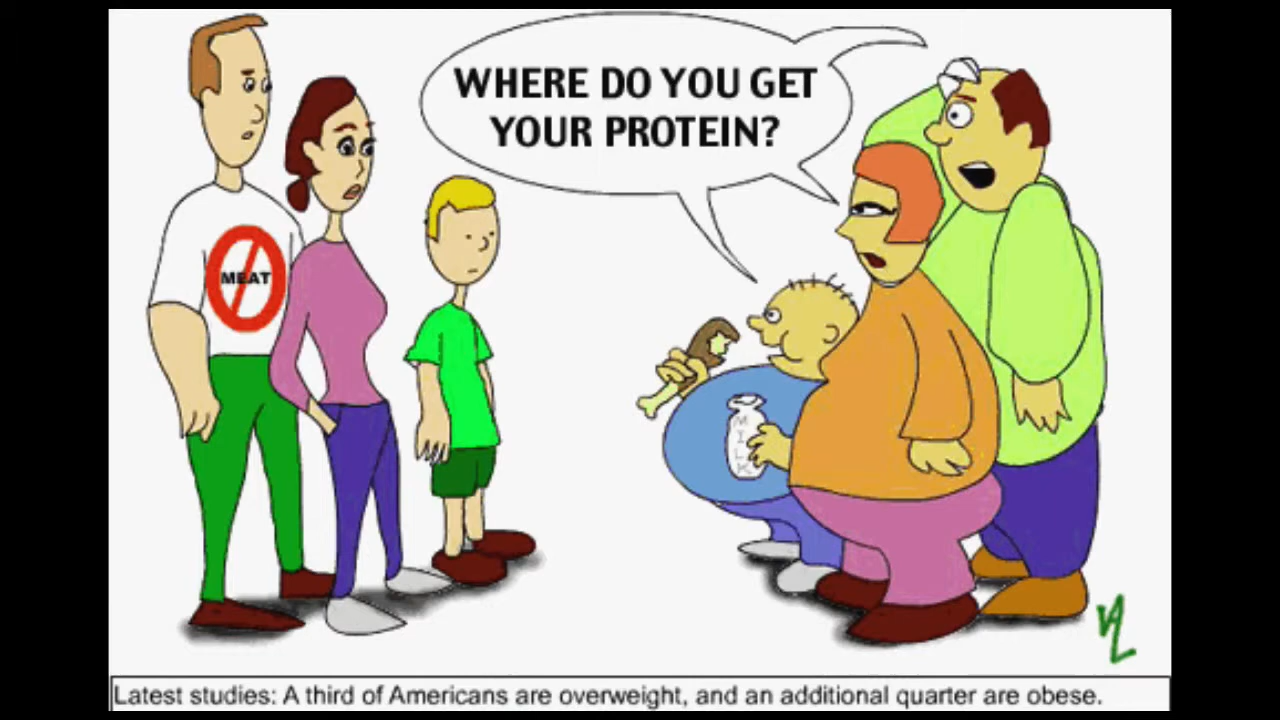 WHERE DO YOU GET
YOUR PROTEIN?
MEAT
MILK
Latest studies: A third of Americans are overweight, and an additional quarter are obese.